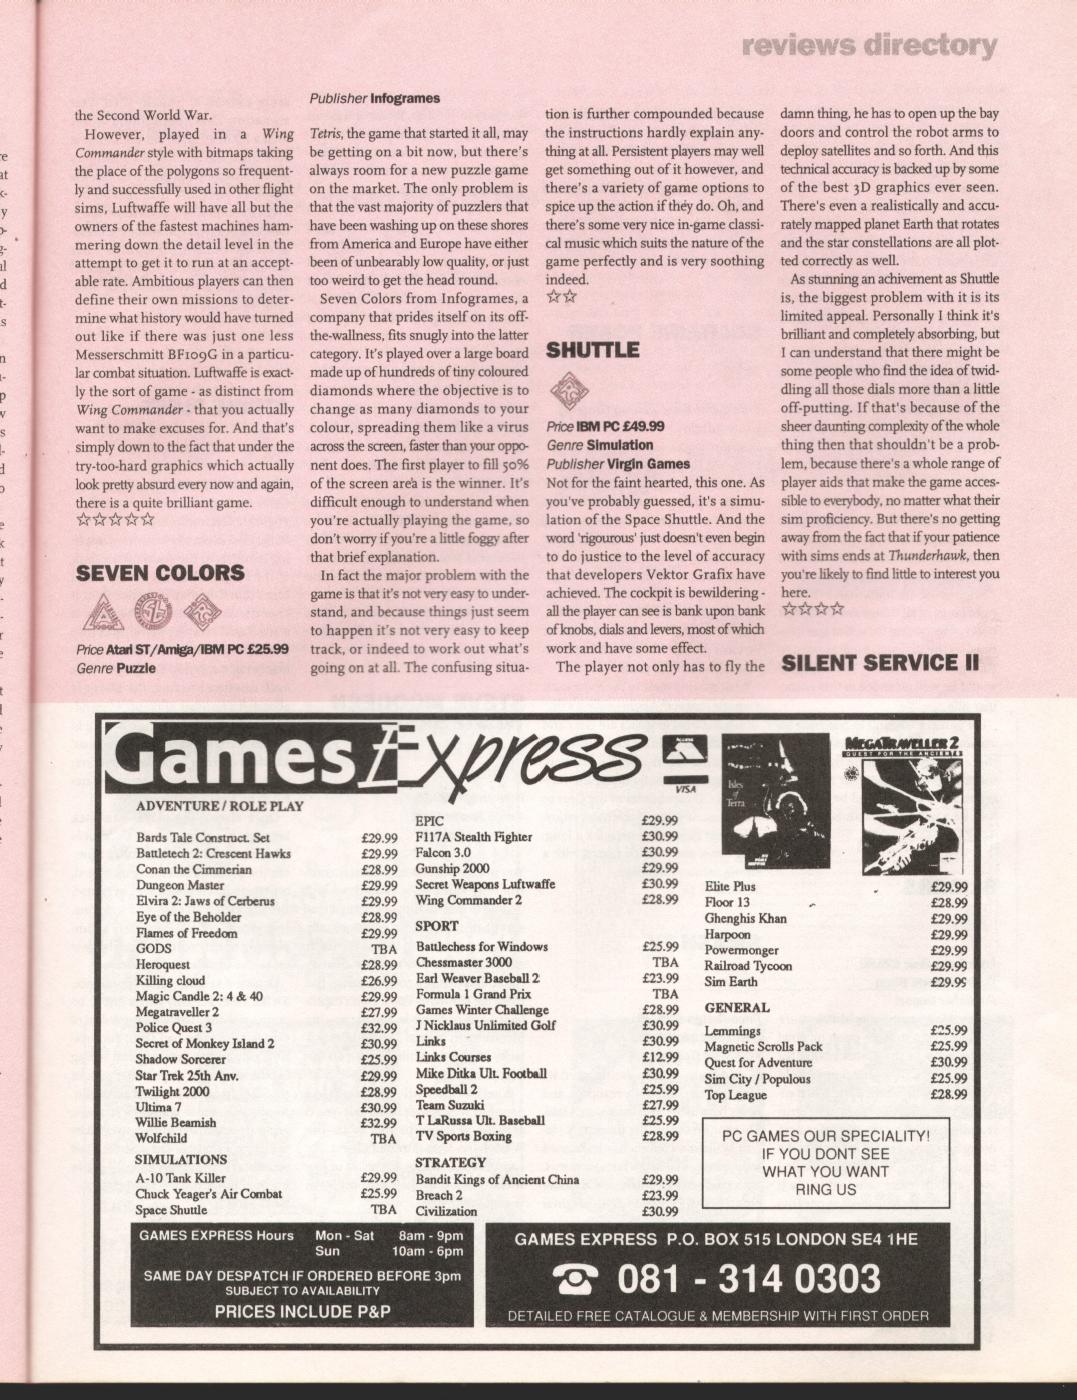 reviews directory
the Second World War.
However, played in a Wing
Commander style with bitmaps taking
the place of the polygons so frequent-
ly and successfully used in other flight
sims, Luftwaffe will have all but the
owners of the fastest machines ham-
mering down the detail level in the
attempt to get it to run at an accept-
able rate. Ambitious players can then
define their own missions to deter-
mine what history would have turned
out like if there was just one less
Messerschmitt BF109G in a particu-
lar combat situation. Luftwaffe is exact-
ly the sort of game - as distinct from
Wing Commander - that you actually
want to make excuses for. And that's
simply down to the fact that under the
try-too-hard graphics which actually
look pretty absurd every now and again,
there is a quite brilliant game.
☆☆☆☆☆
SEVEN COLORS
Price Atari ST/Amiga/IBM PC £25.99
Genre Puzzle
Publisher Infogrames
Tetris, the game that started it all, may
be getting on a bit now, but there's
always room for a new puzzle game
on the market. The only problem is
that the vast majority of puzzlers that
have been washing up on these shores
from America and Europe have either
been of unbearably low quality, or just
too weird to get the head round.
Seven Colors from Infogrames, a
company that prides itself on its off-
the-wallness, fits snugly into the latter
category. It's played over a large board
made up of hundreds of tiny coloured
diamonds where the objective is to
change as many diamonds to your
colour, spreading them like a virus
across the screen, faster than your oppo-
nent does. The first player to fill 50%
of the screen area is the winner. It's
difficult enough to understand when
you're actually playing the game, so
don't worry if you're a little foggy after
that brief explanation.
In fact the major problem with the
game is that it's not very easy to under-
stand, and because things just seem
to happen it's not very easy to keep
track, or indeed to work out what's
going on at all. The confusing situa-
tion is further compounded because
the instructions hardly explain any-
thing at all. Persistent players may well
get something out of it however, and
there's a variety of game options to
spice up the action if they do. Oh, and
there's some very nice in-game classi-
cal music which suits the nature of the
game perfectly and is very soothing
indeed.
☆☆
SHUTTLE
Price IBM PC £49.99
Genre Simulation
Publisher Virgin Games
Not for the faint hearted, this one. As
you've probably guessed, it's a simu-
lation of the Space Shuttle. And the
word 'rigourous' just doesn't even begin
to do justice to the level of accuracy
that developers Vektor Grafix have
achieved. The cockpit is bewildering -
all the player can see is bank upon bank
of knobs, dials and levers, most of which
work and have some effect.
The player not only has to fly the
damn thing, he has to open up the bay
doors and control the robot arms to
deploy satellites and so forth. And this
technical accuracy is backed up by some
of the best 3D graphics ever seen.
There's even a realistically and accu-
rately mapped planet Earth that rotates
and the star constellations are all plot-
ted correctly as well.
As stunning an achivement as Shuttle
is, the biggest problem with it is its
limited appeal. Personally I think it's
brilliant and completely absorbing, but
I can understand that there might be
some people who find the idea of twid-
dling all those dials more than a little
off-putting. If that's because of the
sheer daunting complexity of the whole
thing then that shouldn't be a prob-
lem, because there's a whole range of
player aids that make the game acces-
sible to everybody, no matter what their
sim proficiency. But there's no getting
away from the fact that if your patience
with sims ends at Thunderhawk, then
you're likely to find little to interest you
here.
☆☆☆☆
SILENT SERVICE II
Games Express
ACCESS
VISA
Isles of Terra
MEGATRAVELLER 2
QUEST FOR THE ANCIENTS
ADVENTURE / ROLE PLAY
Bards Tale Construct. Set £29.99
Battletech 2: Crescent Hawks £29.99
Conan the Cimmerian £28.99
Dungeon Master £29.99
Elvira 2: Jaws of Cerberus £29.99
Eye of the Beholder £28.99
Flames of Freedom £29.99
GODS TBA
Heroquest £28.99
Killing cloud £26.99
Magic Candle 2: 4 & 40 £29.99
Megatraveller 2 £27.99
Police Quest 3 £32.99
Secret of Monkey Island 2 £30.99
Shadow Sorcerer £25.99
Star Trek 25th Anv. £29.99
Twilight 2000 £28.99
Ultima 7 £30.99
Willie Beamish £32.99
Wolfchild TBA
SIMULATIONS
A-10 Tank Killer £29.99
Chuck Yeager's Air Combat £25.99
Space Shuttle TBA
EPIC £29.99
F117A Stealth Fighter £30.99
Falcon 3.0 £30.99
Gunship 2000 £29.99
Secret Weapons Luftwaffe £30.99
Wing Commander 2 £28.99
SPORT
Battlechess for Windows £25.99
Chessmaster 3000 TBA
Earl Weaver Baseball 2 £23.99
Formula 1 Grand Prix TBA
Games Winter Challenge £28.99
J Nicklaus Unlimited Golf £30.99
Links £30.99
Links Courses £12.99
Mike Ditka Ult. Football £30.99
Speedball 2 £25.99
Team Suzuki £27.99
T LaRussa Ult. Baseball £25.99
TV Sports Boxing £28.99
STRATEGY
Bandit Kings of Ancient China £29.99
Breach 2 £23.99
Civilization £30.99
Elite Plus £29.99
Floor 13 £28.99
Ghenghis Khan £29.99
Harpoon £29.99
Powermonger £29.99
Railroad Tycoon £29.99
Sim Earth £29.99
GENERAL
Lemmings £25.99
Magnetic Scrolls Pack £25.99
Quest for Adventure £30.99
Sim City / Populous £25.99
Top League £28.99
PC GAMES OUR SPECIALITY!
IF YOU DONT SEE
WHAT YOU WANT
RING US
GAMES EXPRESS Hours Mon - Sat 8am - 9pm
Sun 10am - 6pm
SAME DAY DESPATCH IF ORDERED BEFORE 3pm
SUBJECT TO AVAILABILITY
PRICES INCLUDE P&P
GAMES EXPRESS P.O. BOX 515 LONDON SE4 1HE
☎ 081 - 314 0303
DETAILED FREE CATALOGUE & MEMBERSHIP WITH FIRST ORDER